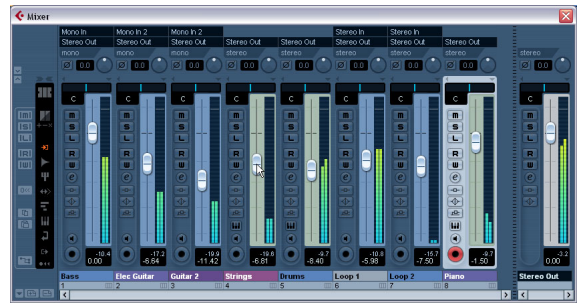 Mixer
Mono In Mono In 2 Mono In 2 Stereo In Stereo In
Stereo Out Stereo Out Stereo Out Stereo Out Stereo Out Stereo Out Stereo Out Stereo Out
mono mono mono stereo stereo stereo stereo stereo stereo
0.0 0.0 0.0 0.0 0.0 0.0 0.0 0.0 0.0
C C C C C C C C C
M M M M M M M M M
S S S S S S S S S
L L L L L L L L L
R R R R R R R R R
W W W W W W W W W
e e e e e e e e e
-10.4 -17.2 -19.9 -19.6 -9.7 -10.8 -15.7 -9.7 -3.2
0.00 -6.64 -11.42 -6.81 -8.40 -5.98 -7.50 -1.50 0.00
Bass Elec Guitar Guitar 2 Strings Drums Loop 1 Loop 2 Piano Stereo Out
1 2 3 4 5 6 7 8